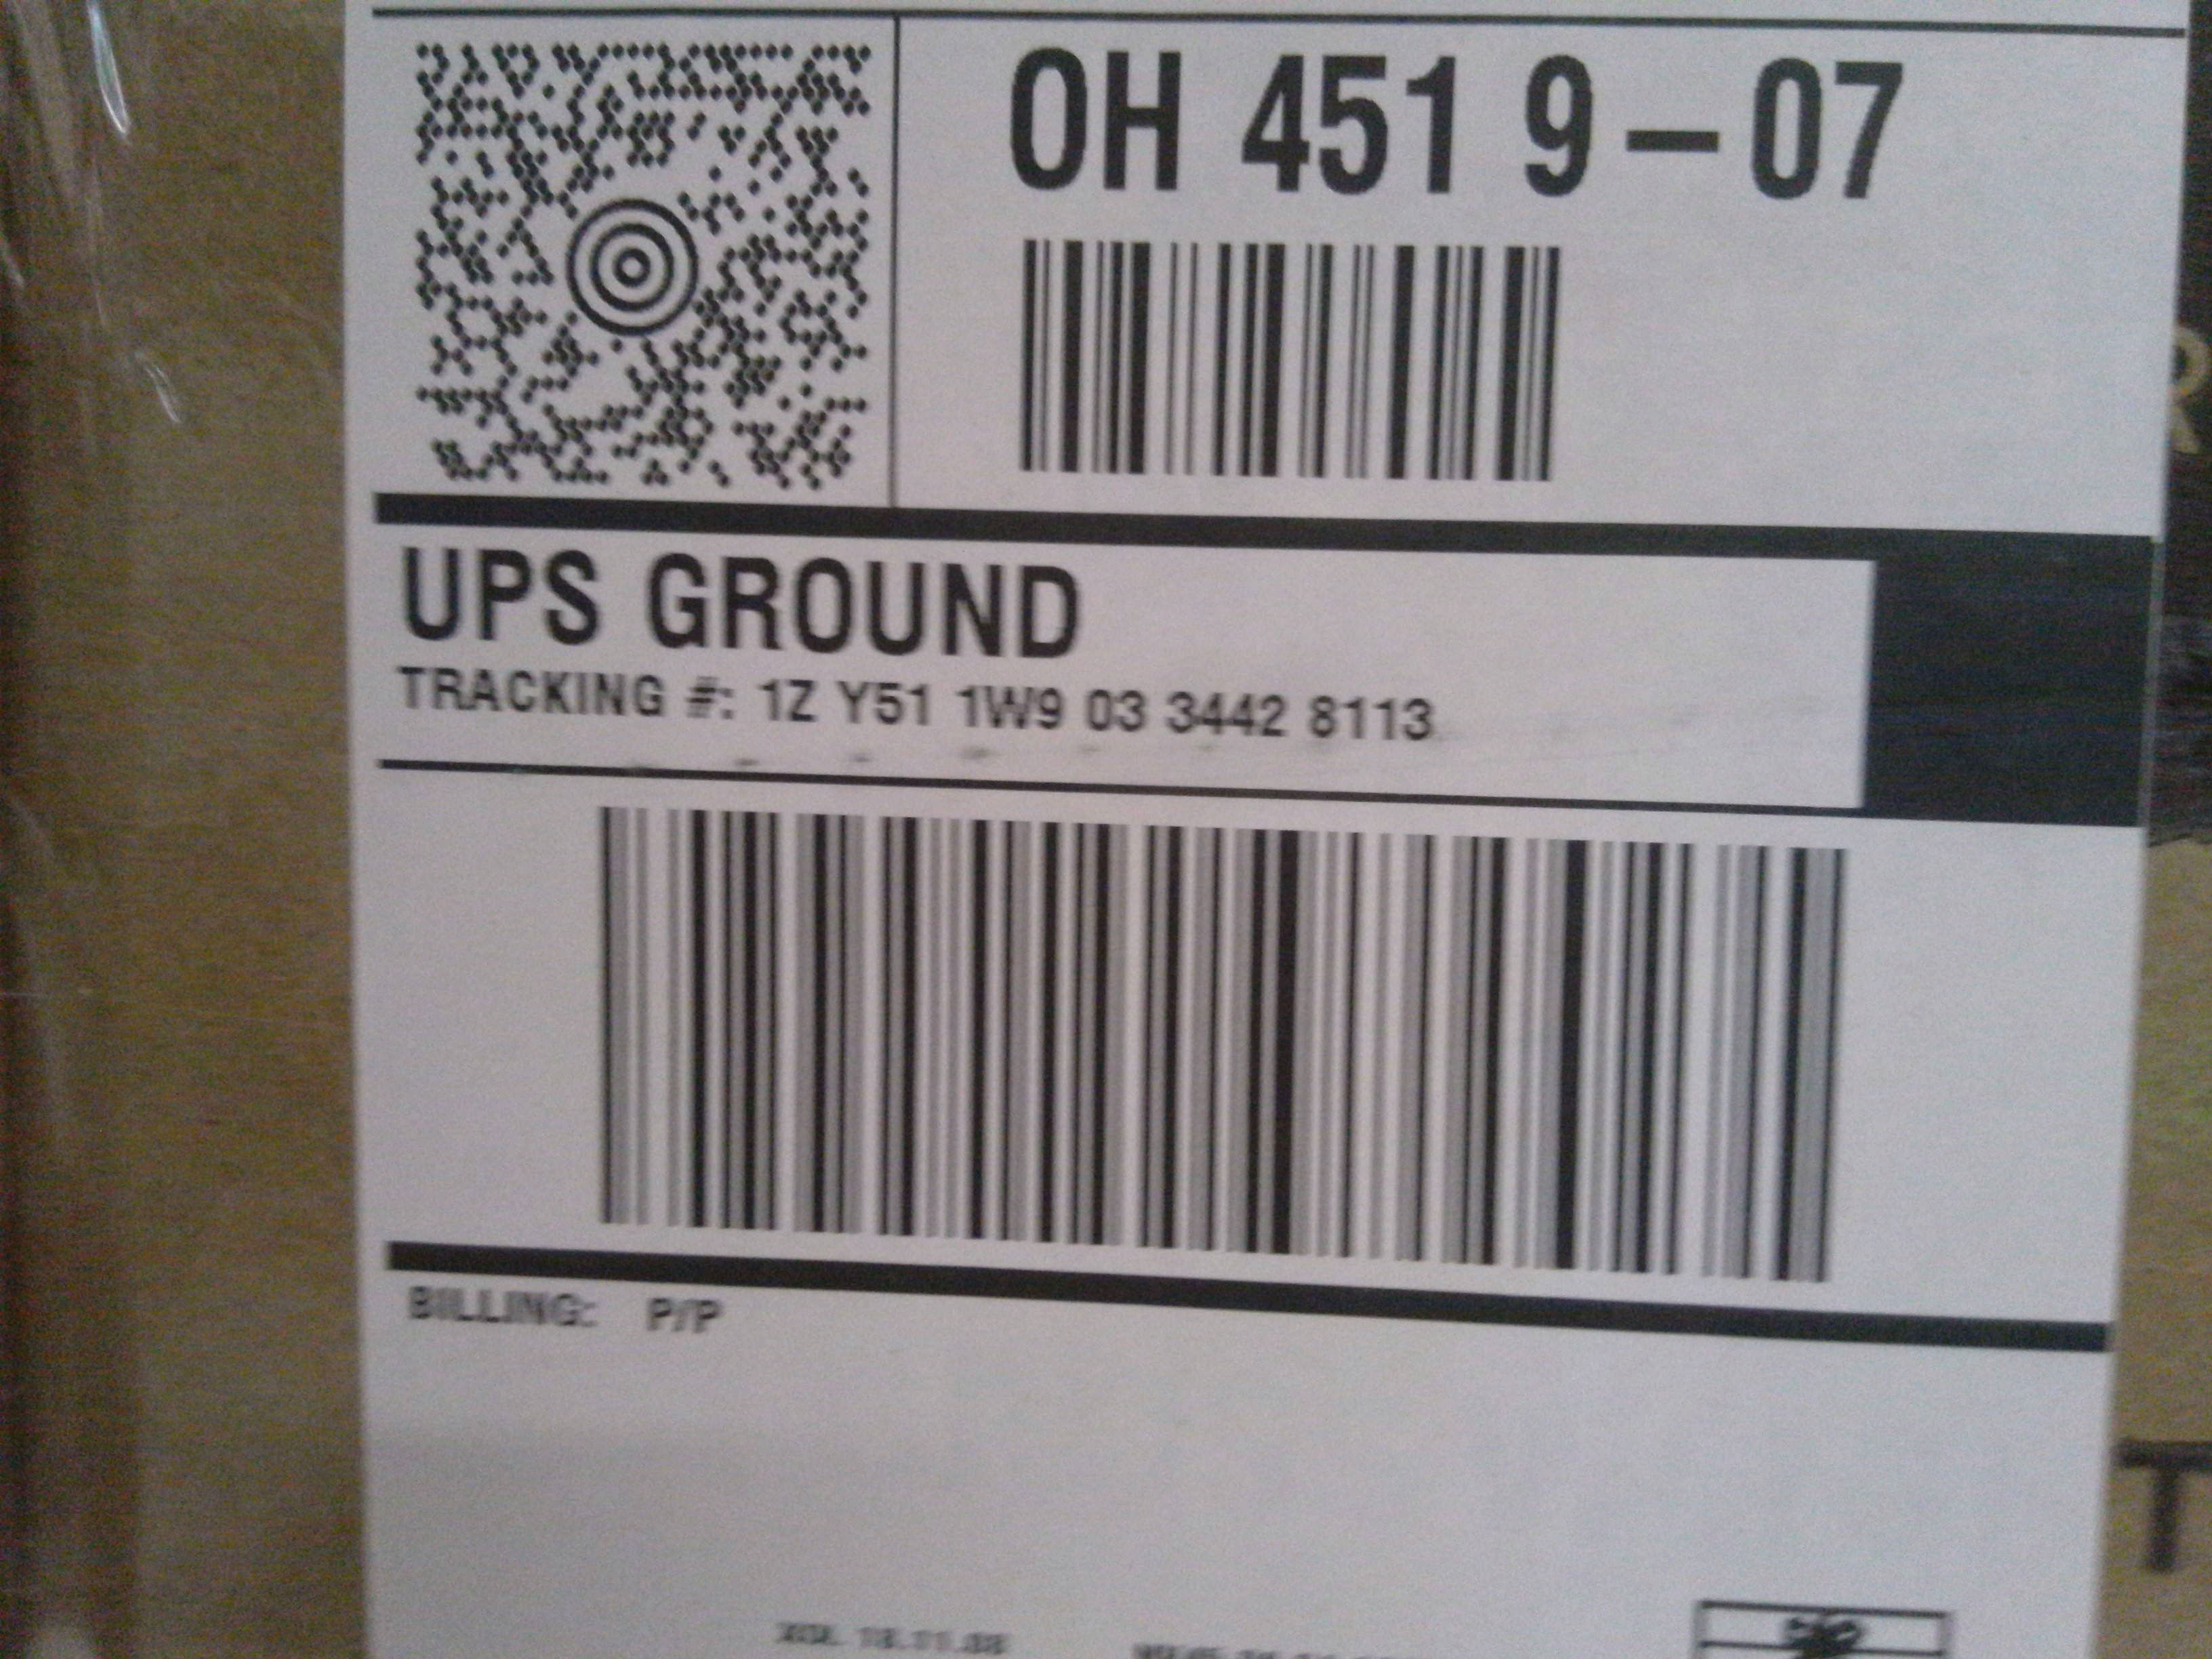 OH 451 9-07
UPS GROUND
TRACKING #: 1Z Y51 1W9 03 3442 8113
BILLING: P/P
T